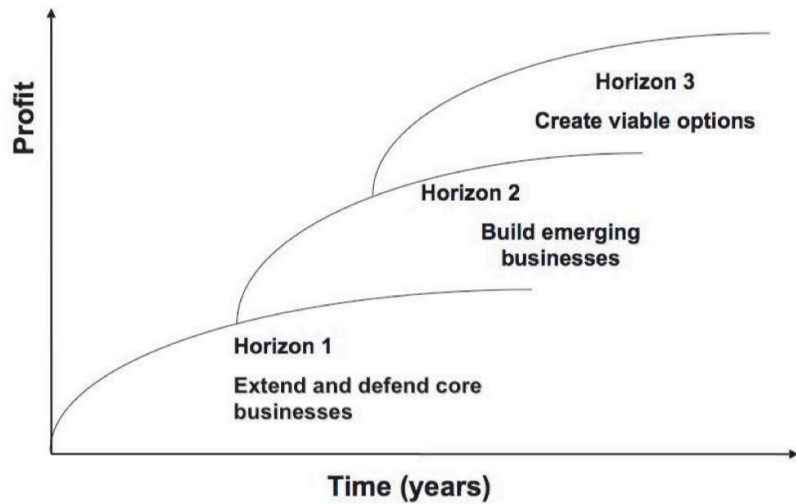 Profit
Horizon 3
Create viable options
Horizon 2
Build emerging
businesses
Horizon 1
Extend and defend core
businesses
Time (years)